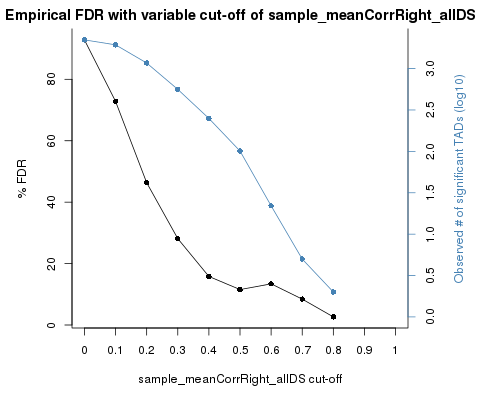 Empirical FDR with variable cut-off of sample_meanCorrRight_allDS
80
60
40
20
0
% FDR
3.0
2.5
2.0
1.5
1.0
0.5
0.0
Observed # of significant TADs (log10)
0 0.1 0.2 0.3 0.4 0.5 0.6 0.7 0.8 0.9 1
sample_meanCorrRight_allDS cut-off